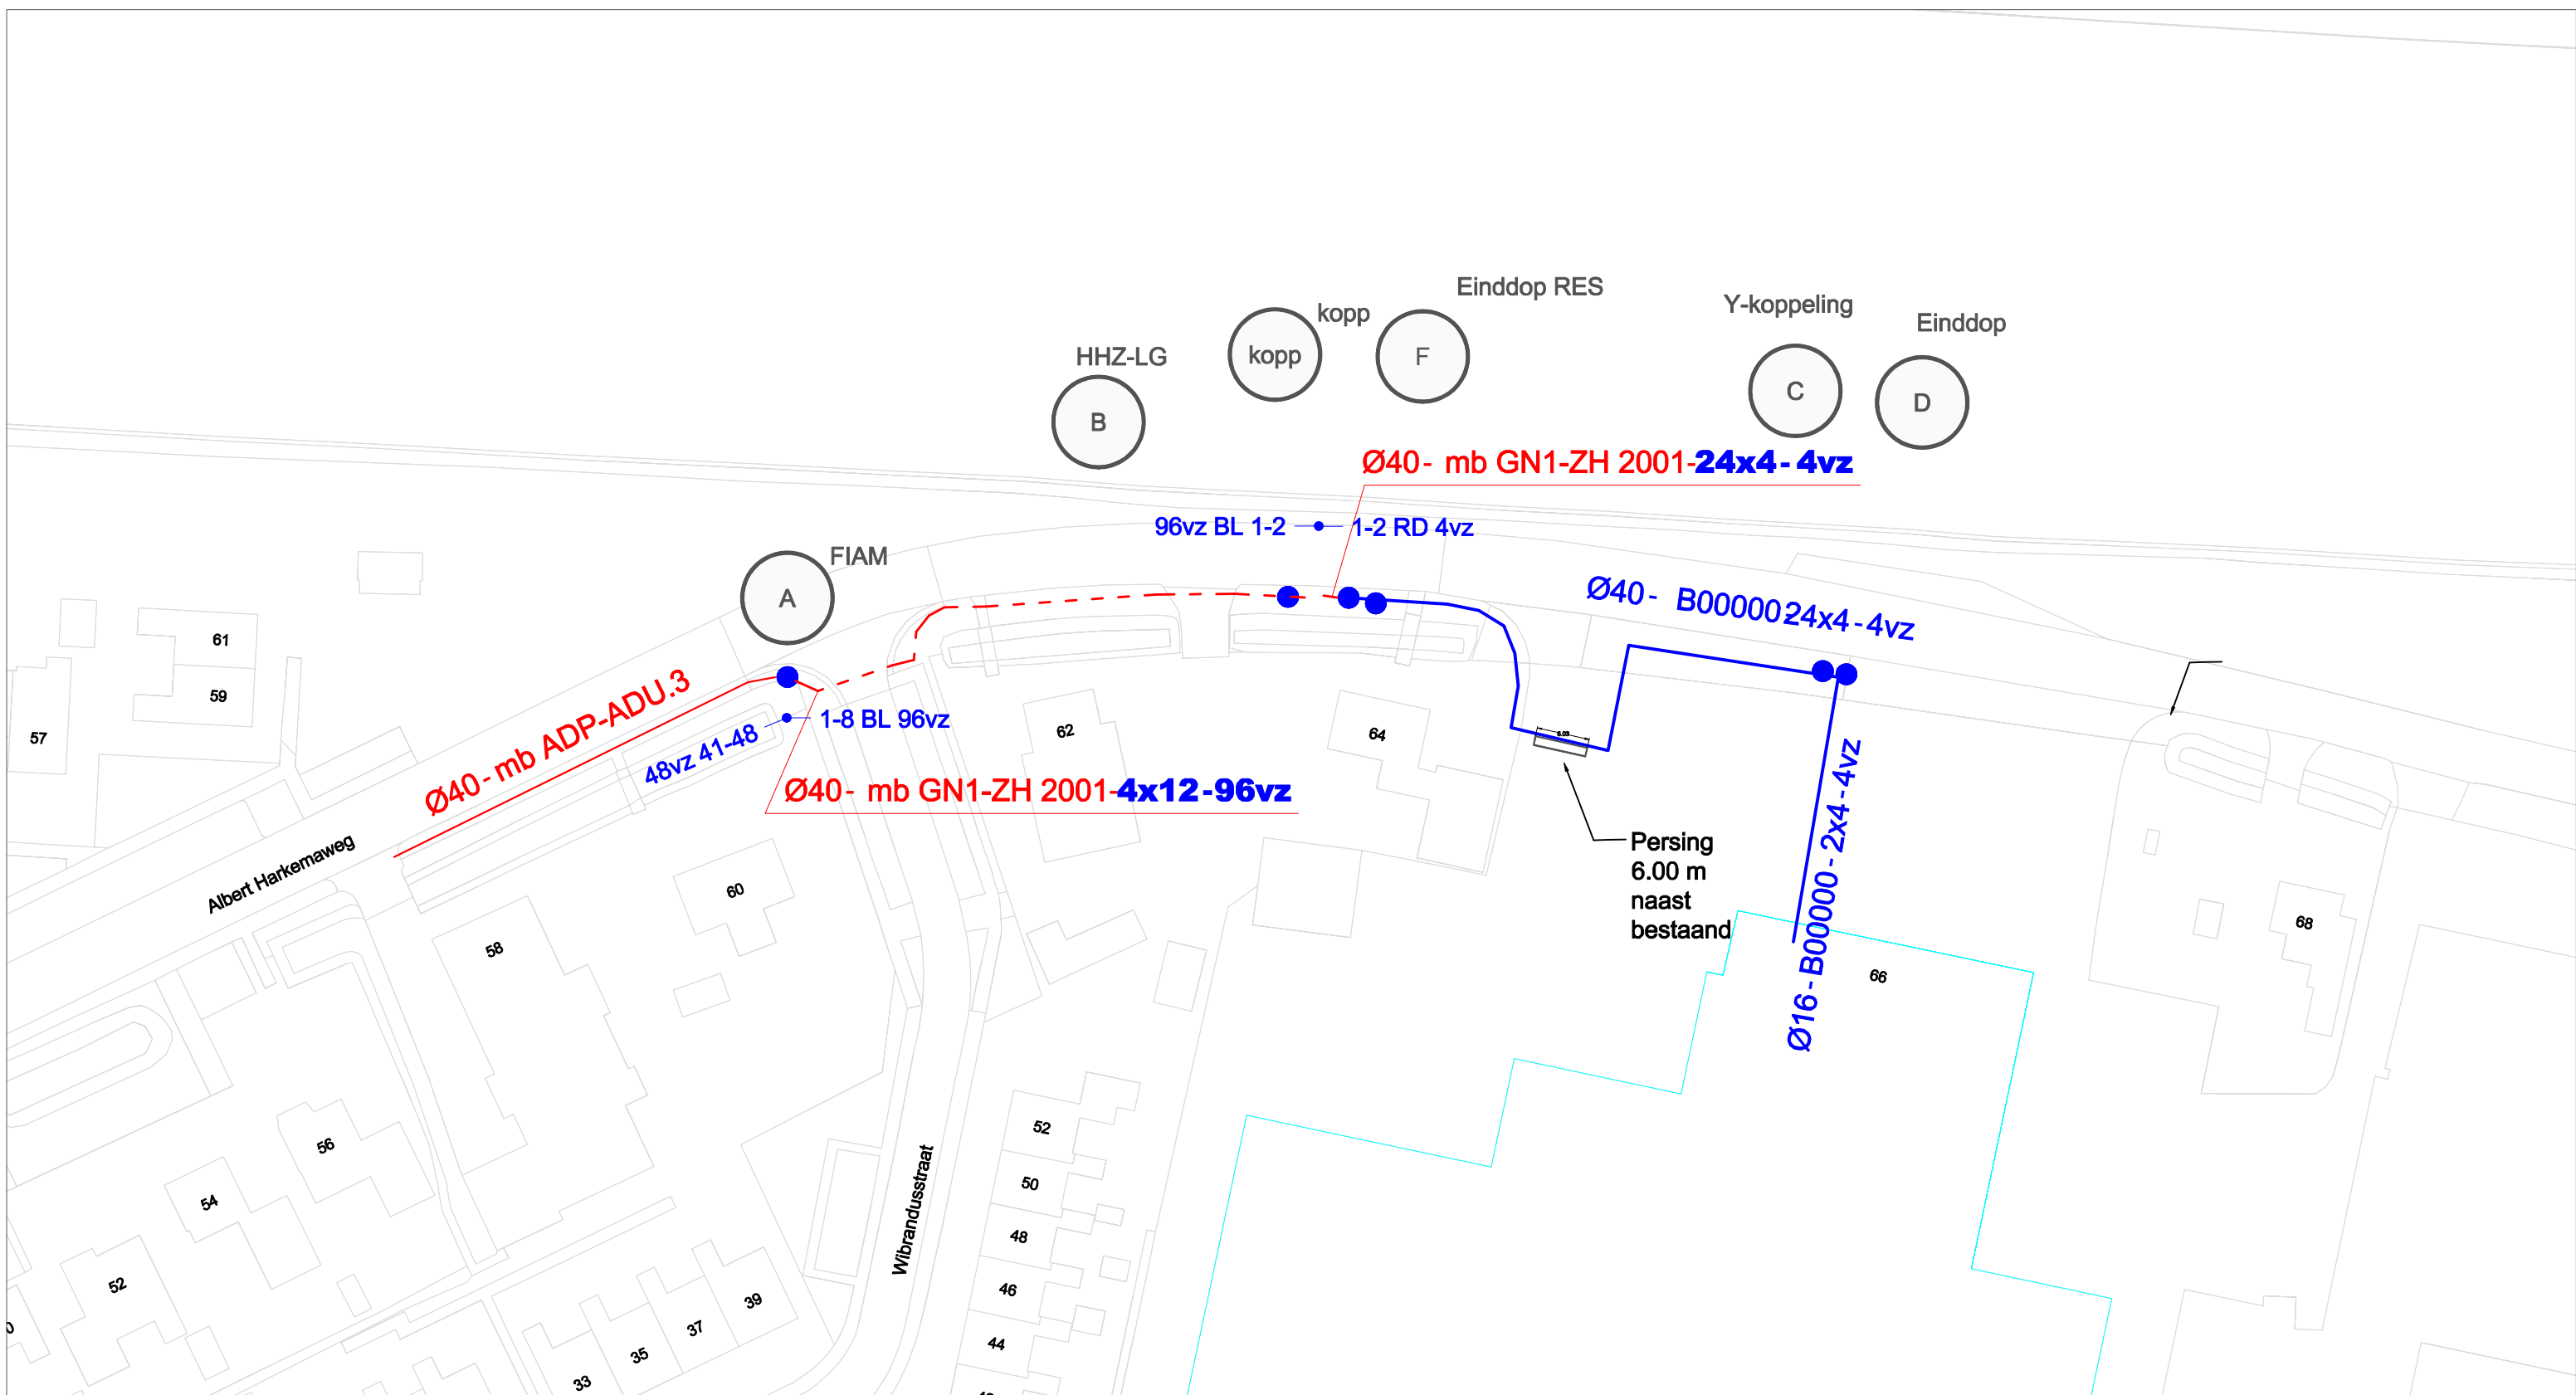 Einddop RES
kopp
Y-koppeling
Einddop
HHZ-LG
kopp
F
C
D
B
Ø40- mb GN1-ZH 2001-24x4-4vz
96vz BL 1-2
1-2 RD 4vz
FIAM
A
Ø40- B00000
24x4-4vz
61
59
57
Ø40-mb ADP-ADU.3
48vz 41-48
1-8 BL 96vz
62
64
6.03
Ø40- mb GN1-ZH 2001-4x12-96vz
Persing
6.00 m
naast
bestaand
Ø16-B00000-2x4-4vz
Albert Harkemaweg
60
58
68
66
56
54
52
52
50
48
46
44
Wibrandusstraat
39
37
35
33